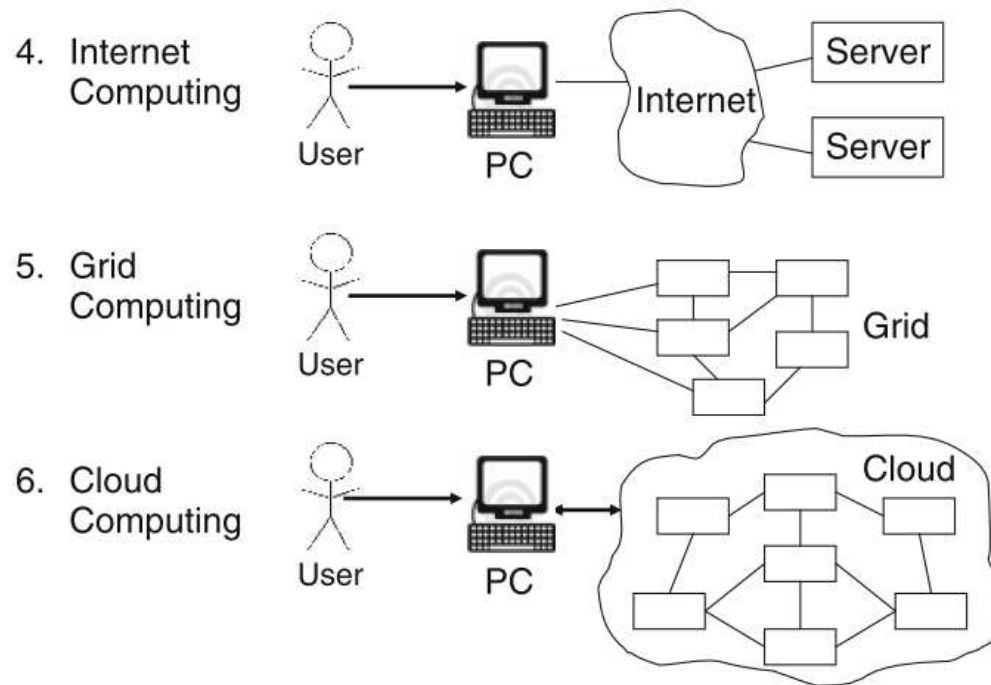 4. Internet Computing
User
PC
Internet
Server
Server
5. Grid Computing
User
PC
Grid
6. Cloud Computing
User
PC
Cloud